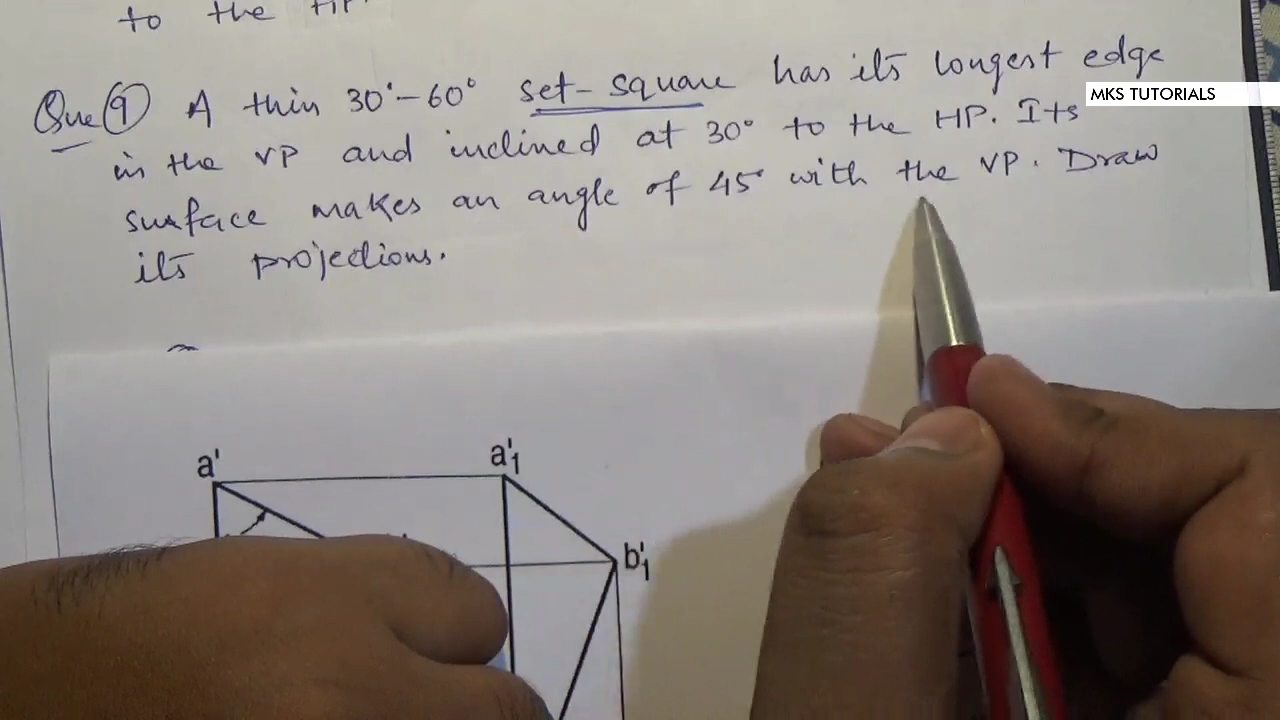 to the HP.
Que (9) A thin 30°-60° set-square has its longest edge
in the VP and inclined at 30° to the HP. Its
surface makes an angle of 45° with the VP. Draw
its projections.
MKS TUTORIALS
a' a'1
b'1